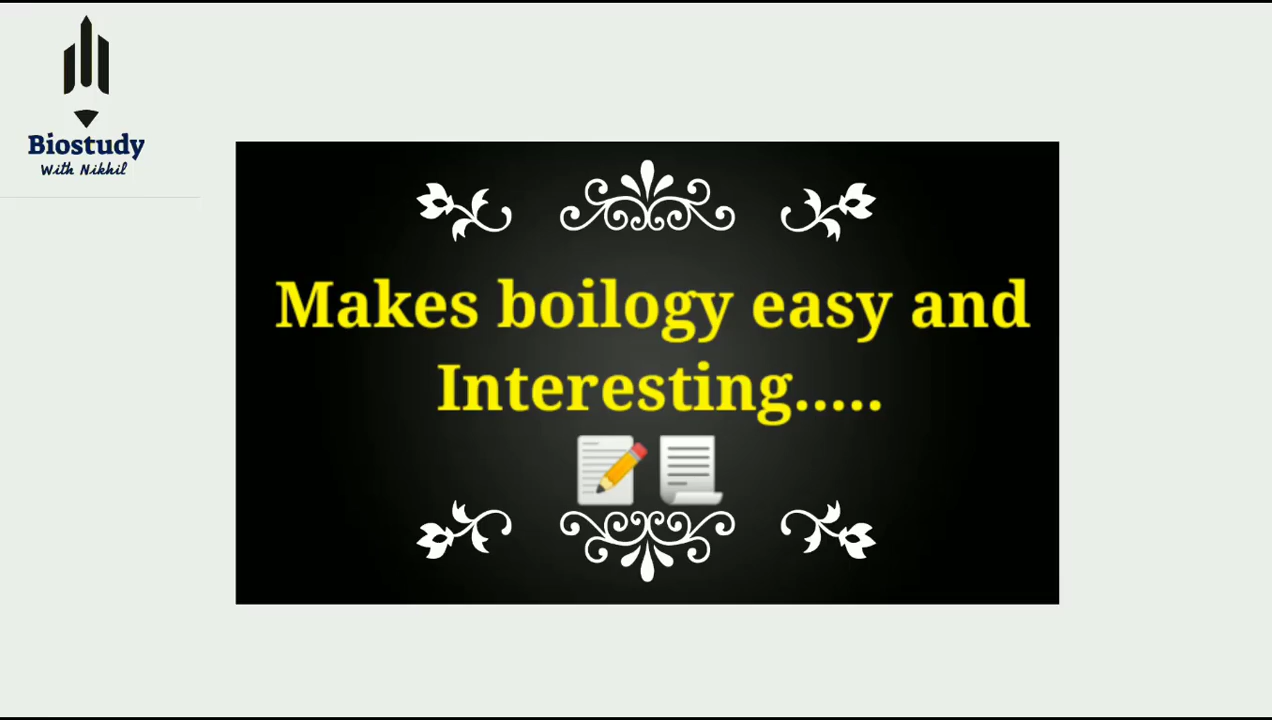 Biostudy
With Nikhil
Makes boilogy easy and
Interesting.....